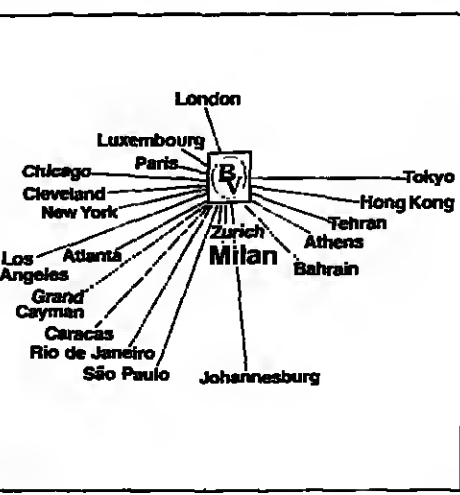 London
Luxembourg
Paris
Chicago
BV
Tokyo
Cleveland
Hong Kong
New York
Tehran
Zurich
Athens
Milan
Los
Angeles
Atlanta
Bahrain
Grand
Cayman
Caracas
Rio de Janeiro
São Paulo
Johannesburg